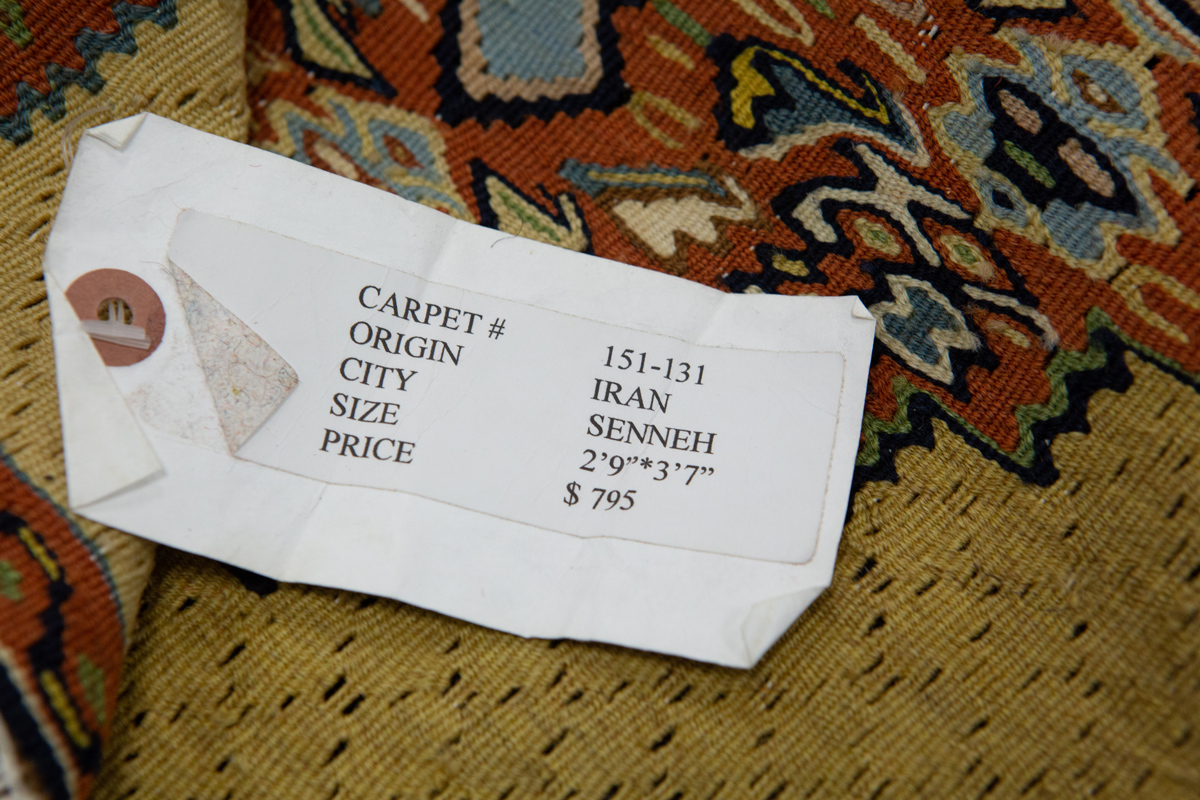 CARPET # 151-131
ORIGIN IRAN
CITY SENNEH
SIZE 2’9”*3’7”
PRICE $ 795